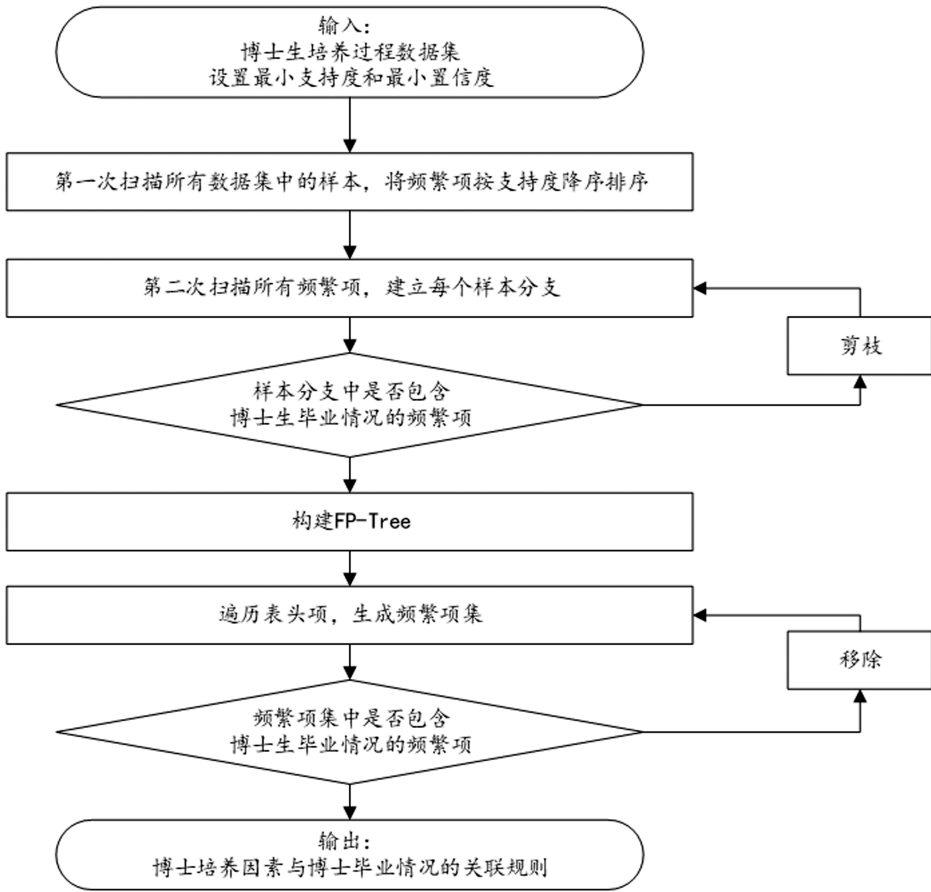 输入:
博士生培养过程数据集
设置最小支持度和最小置信度
第一次扫描所有数据集中的样本，将频繁项按支持度降序排序
第二次扫描所有频繁项，建立每个样本分支
剪枝
样本分支中是否包含
博士生毕业情况的频繁项
构建FP-Tree
遍历表头项，生成频繁项集
移除
频繁项集中是否包含
博士生毕业情况的频繁项
输出:
博士培养因素与博士毕业情况的关联规则